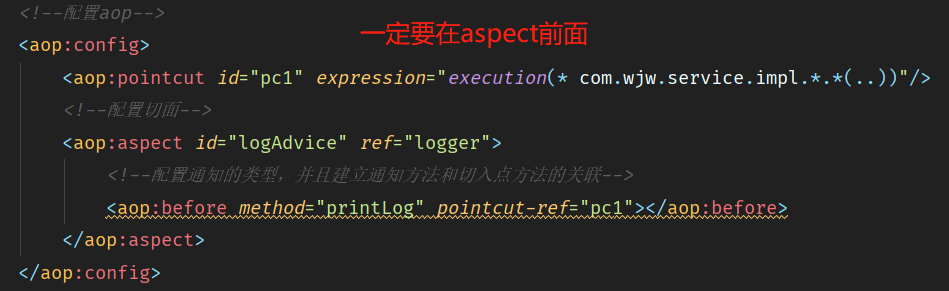 <!--配置aop-->
一定要在aspect前面
<aop:config>
<aop:pointcut id="pc1" expression="execution(* com.wjw.service.impl.*.*(..))"/>
<!--配置切面-->
<aop:aspect id="logAdvice" ref="logger">
<!--配置通知的类型，并且建立通知方法和切入点方法的关联-->
<aop:before method="printLog" pointcut-ref="pc1"></aop:before>
</aop:aspect>
</aop:config>